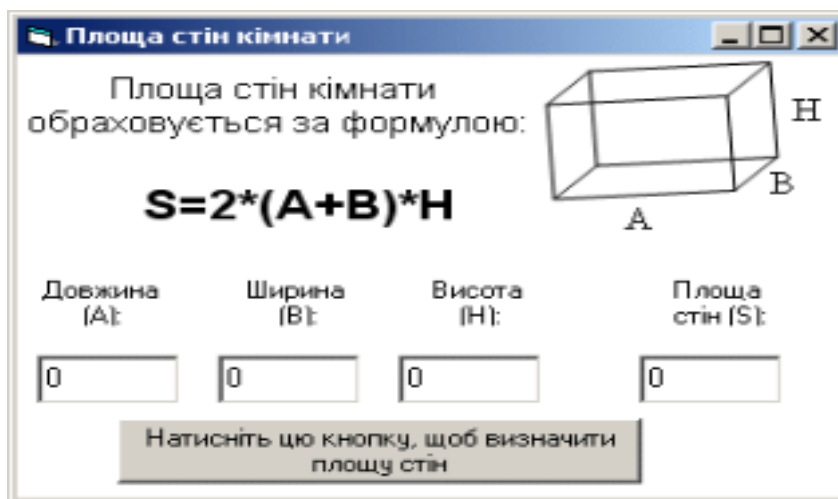 Площа стін кімнати
Площа стін кімнати
обраховується за формулою:
H
B
A
S=2*(A+B)*H
Довжина
(A):
Ширина
(B):
Висота
(H):
Площа
стін (S):
0
0
0
0
Натисніть цю кнопку, щоб визначити
площу стін